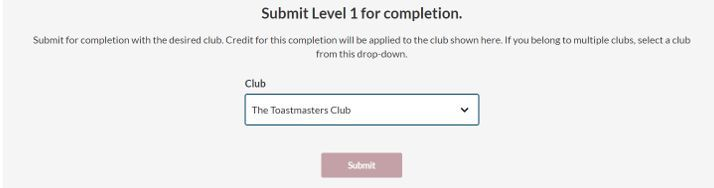 Submit Level 1 for completion.
Submit for completion with the desired club. Credit for this completion will be applied to the club shown here. If you belong to multiple clubs, select a club
from this drop-down.
Club
The Toastmasters Club
Submit